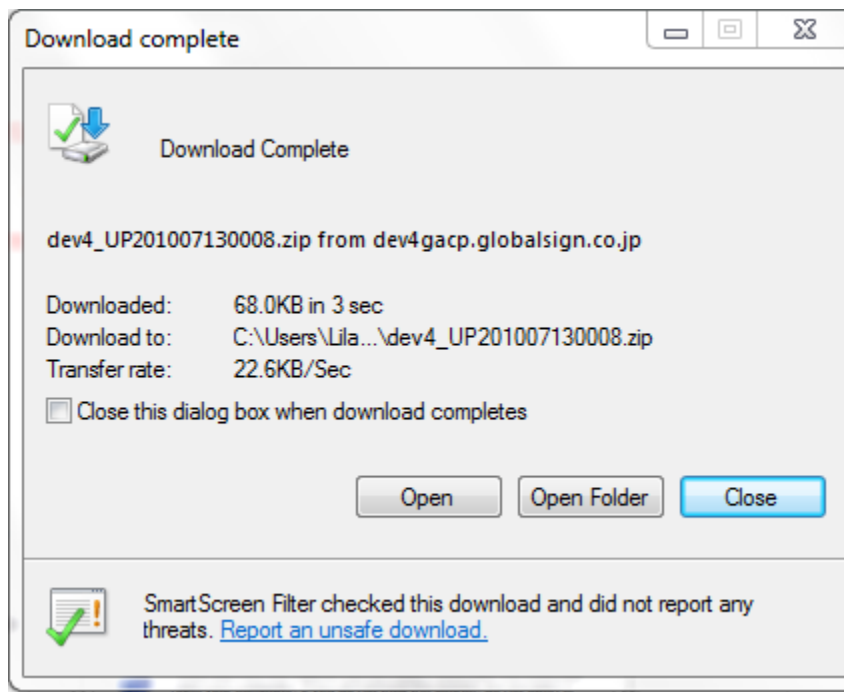 Download complete
Download Complete
dev4_UP201007130008.zip from dev4gacp.globalsign.co.jp
Downloaded: 68.0KB in 3 sec
Download to: C:\Users\Lila...\dev4_UP201007130008.zip
Transfer rate: 22.6KB/Sec
Close this dialog box when download completes
Open Open Folder Close
SmartScreen Filter checked this download and did not report any
threats. Report an unsafe download.